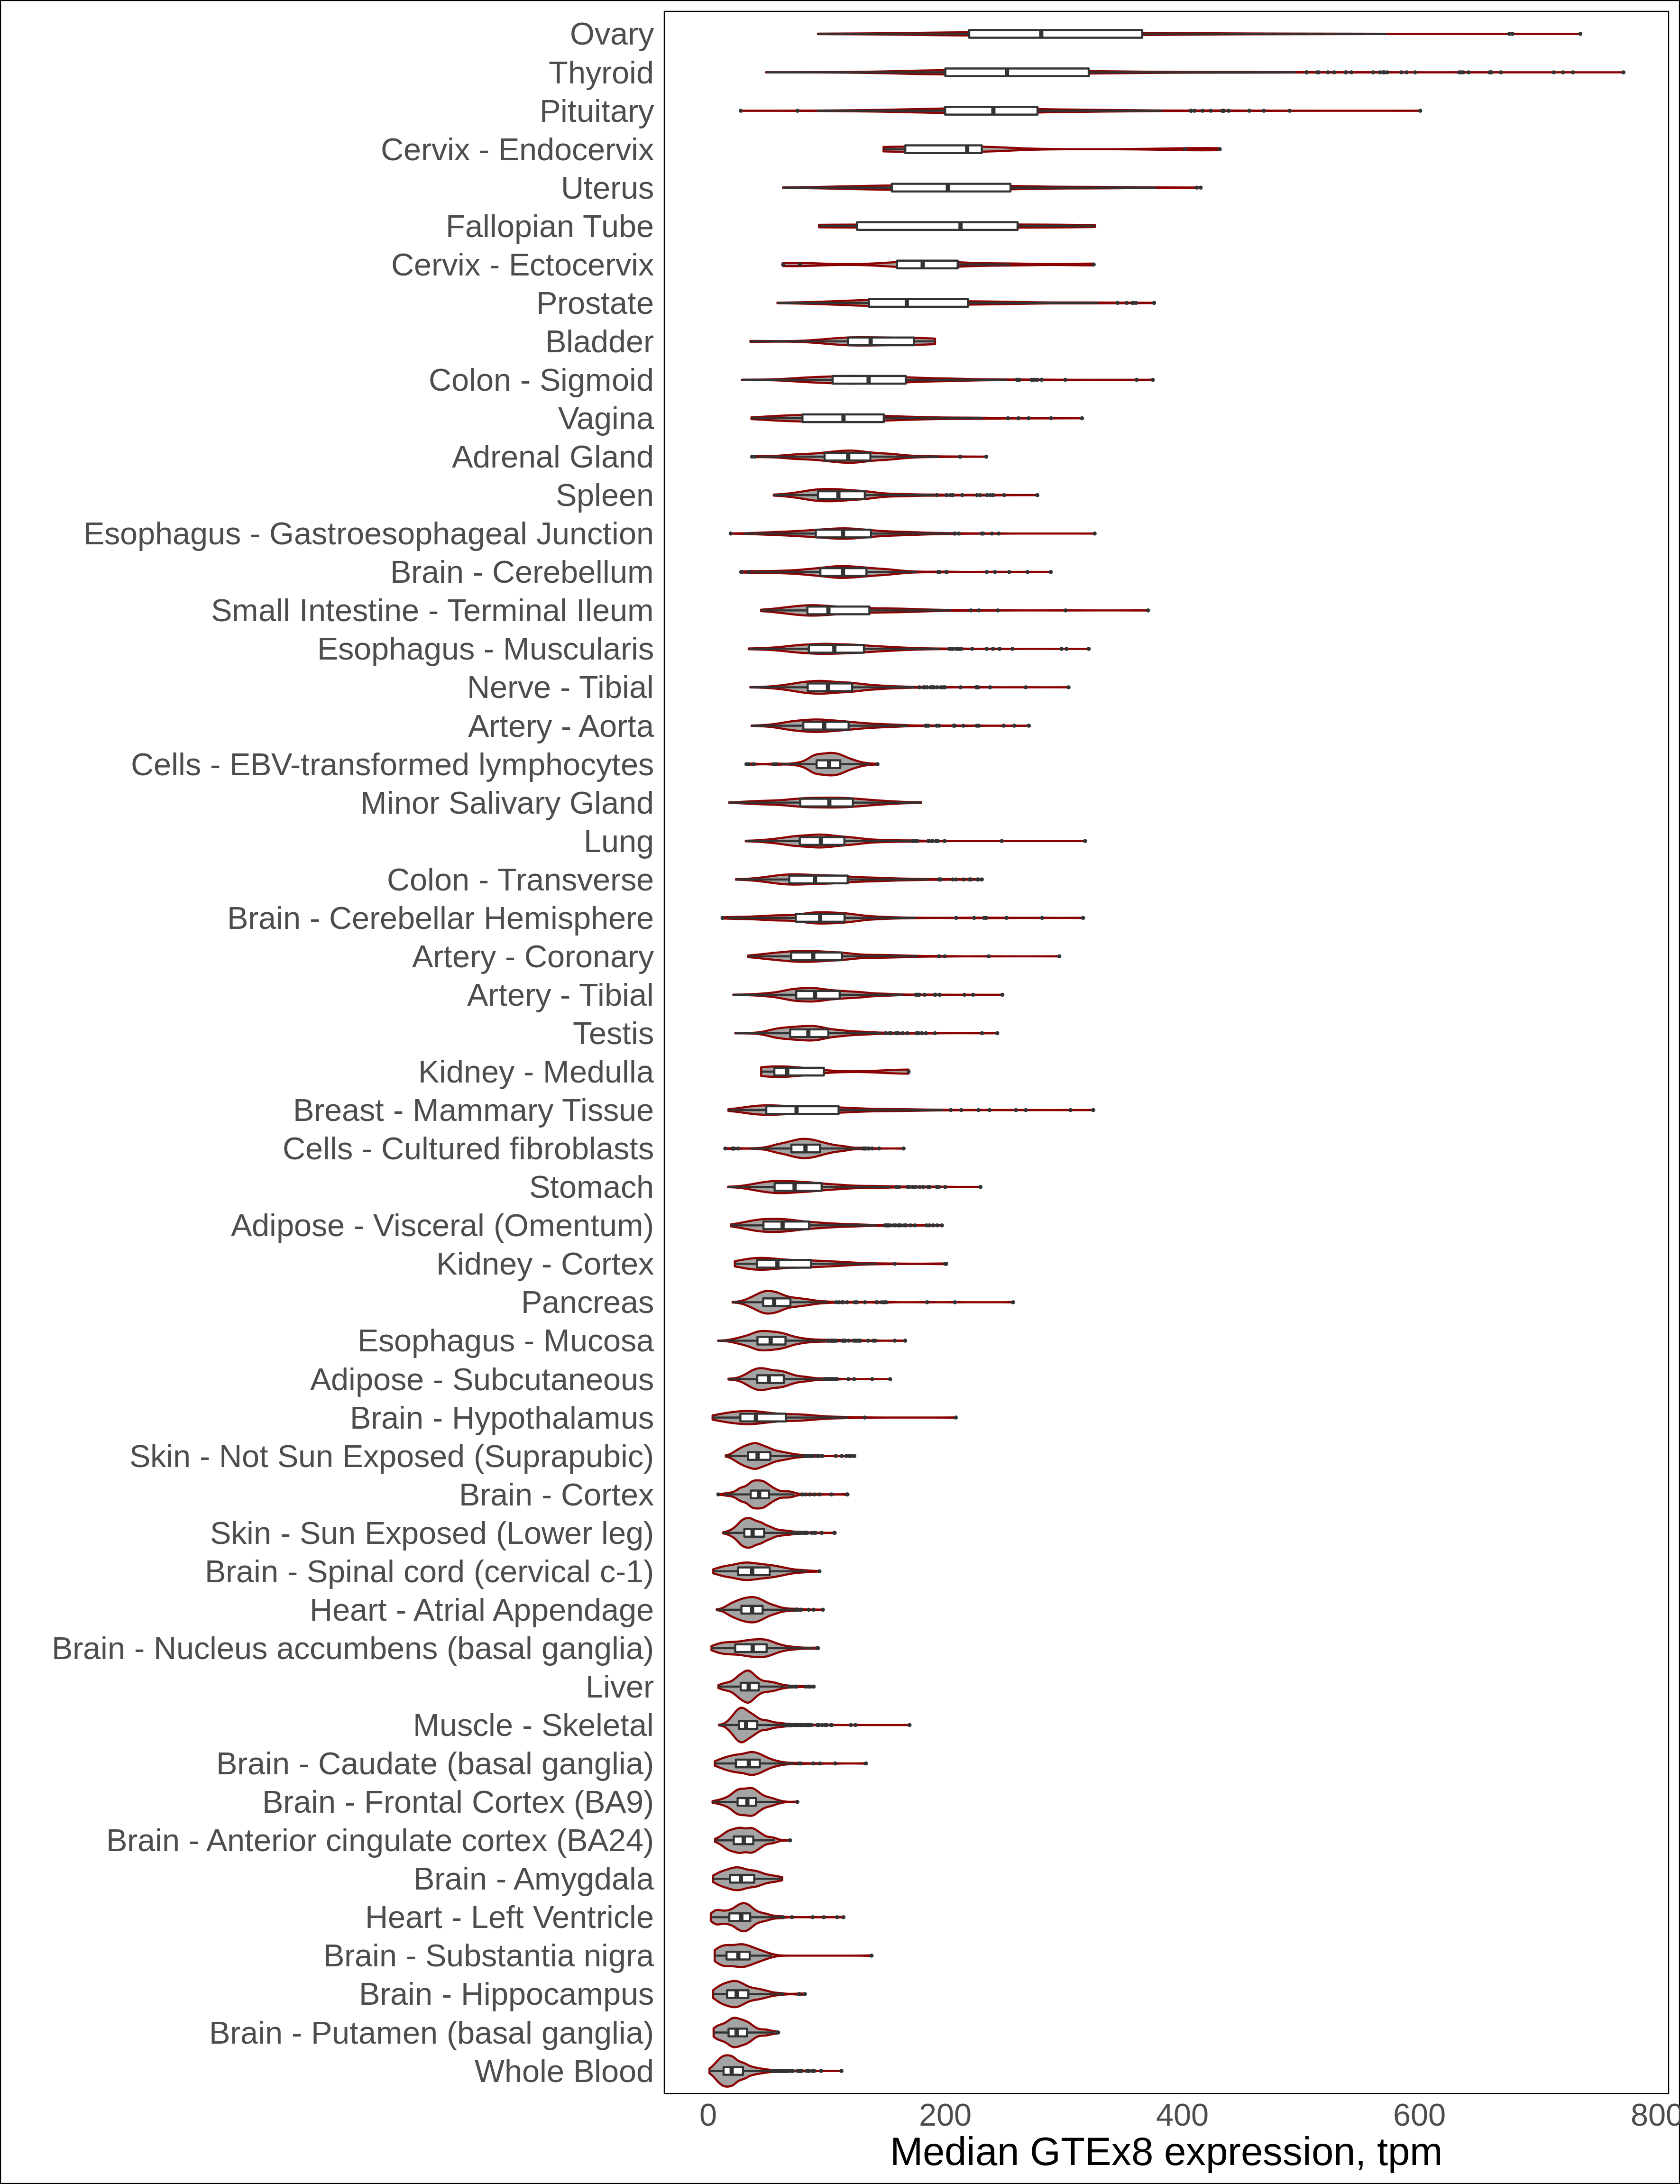 Ovary
Thyroid
Pituitary
Cervix - Endocervix
Uterus
Fallopian Tube
Cervix - Ectocervix
Prostate
Bladder
Colon - Sigmoid
Vagina
Adrenal Gland
Spleen
Esophagus - Gastroesophageal Junction
Brain - Cerebellum
Small Intestine - Terminal Ileum
Esophagus - Muscularis
Nerve - Tibial
Artery - Aorta
Cells - EBV-transformed lymphocytes
Minor Salivary Gland
Lung
Colon - Transverse
Brain - Cerebellar Hemisphere
Artery - Coronary
Artery - Tibial
Testis
Kidney - Medulla
Breast - Mammary Tissue
Cells - Cultured fibroblasts
Stomach
Adipose - Visceral (Omentum)
Kidney - Cortex
Pancreas
Esophagus - Mucosa
Adipose - Subcutaneous
Brain - Hypothalamus
Skin - Not Sun Exposed (Suprapubic)
Brain - Cortex
Skin - Sun Exposed (Lower leg)
Brain - Spinal cord (cervical c-1)
Heart - Atrial Appendage
Brain - Nucleus accumbens (basal ganglia)
Liver
Muscle - Skeletal
Brain - Caudate (basal ganglia)
Brain - Frontal Cortex (BA9)
Brain - Anterior cingulate cortex (BA24)
Brain - Amygdala
Heart - Left Ventricle
Brain - Substantia nigra
Brain - Hippocampus
Brain - Putamen (basal ganglia)
Whole Blood
0 200 400 600 800
Median GTEx8 expression, tpm